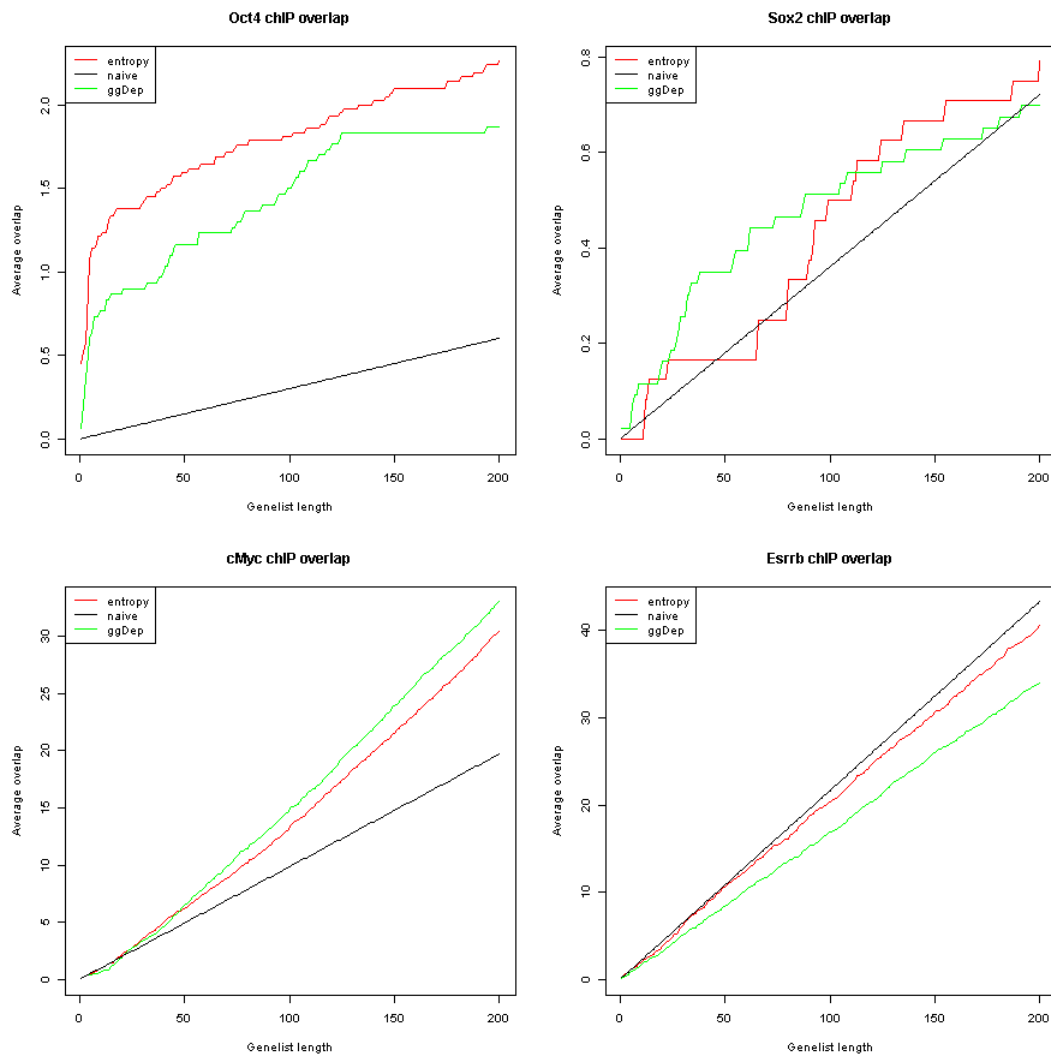 Oct4 chIP overlap
entropy
naive
ggDep
Average overlap
0.0
0.5
1.0
1.5
2.0
0
50
100
150
200
Genelist length
Sox2 chIP overlap
entropy
naive
ggDep
Average overlap
0.0
0.2
0.4
0.6
0.8
0
50
100
150
200
Genelist length
cMyc chIP overlap
entropy
naive
ggDep
Average overlap
0
5
10
15
20
25
30
0
50
100
150
200
Genelist length
Esrrb chIP overlap
entropy
naive
ggDep
Average overlap
0
10
20
30
40
0
50
100
150
200
Genelist length